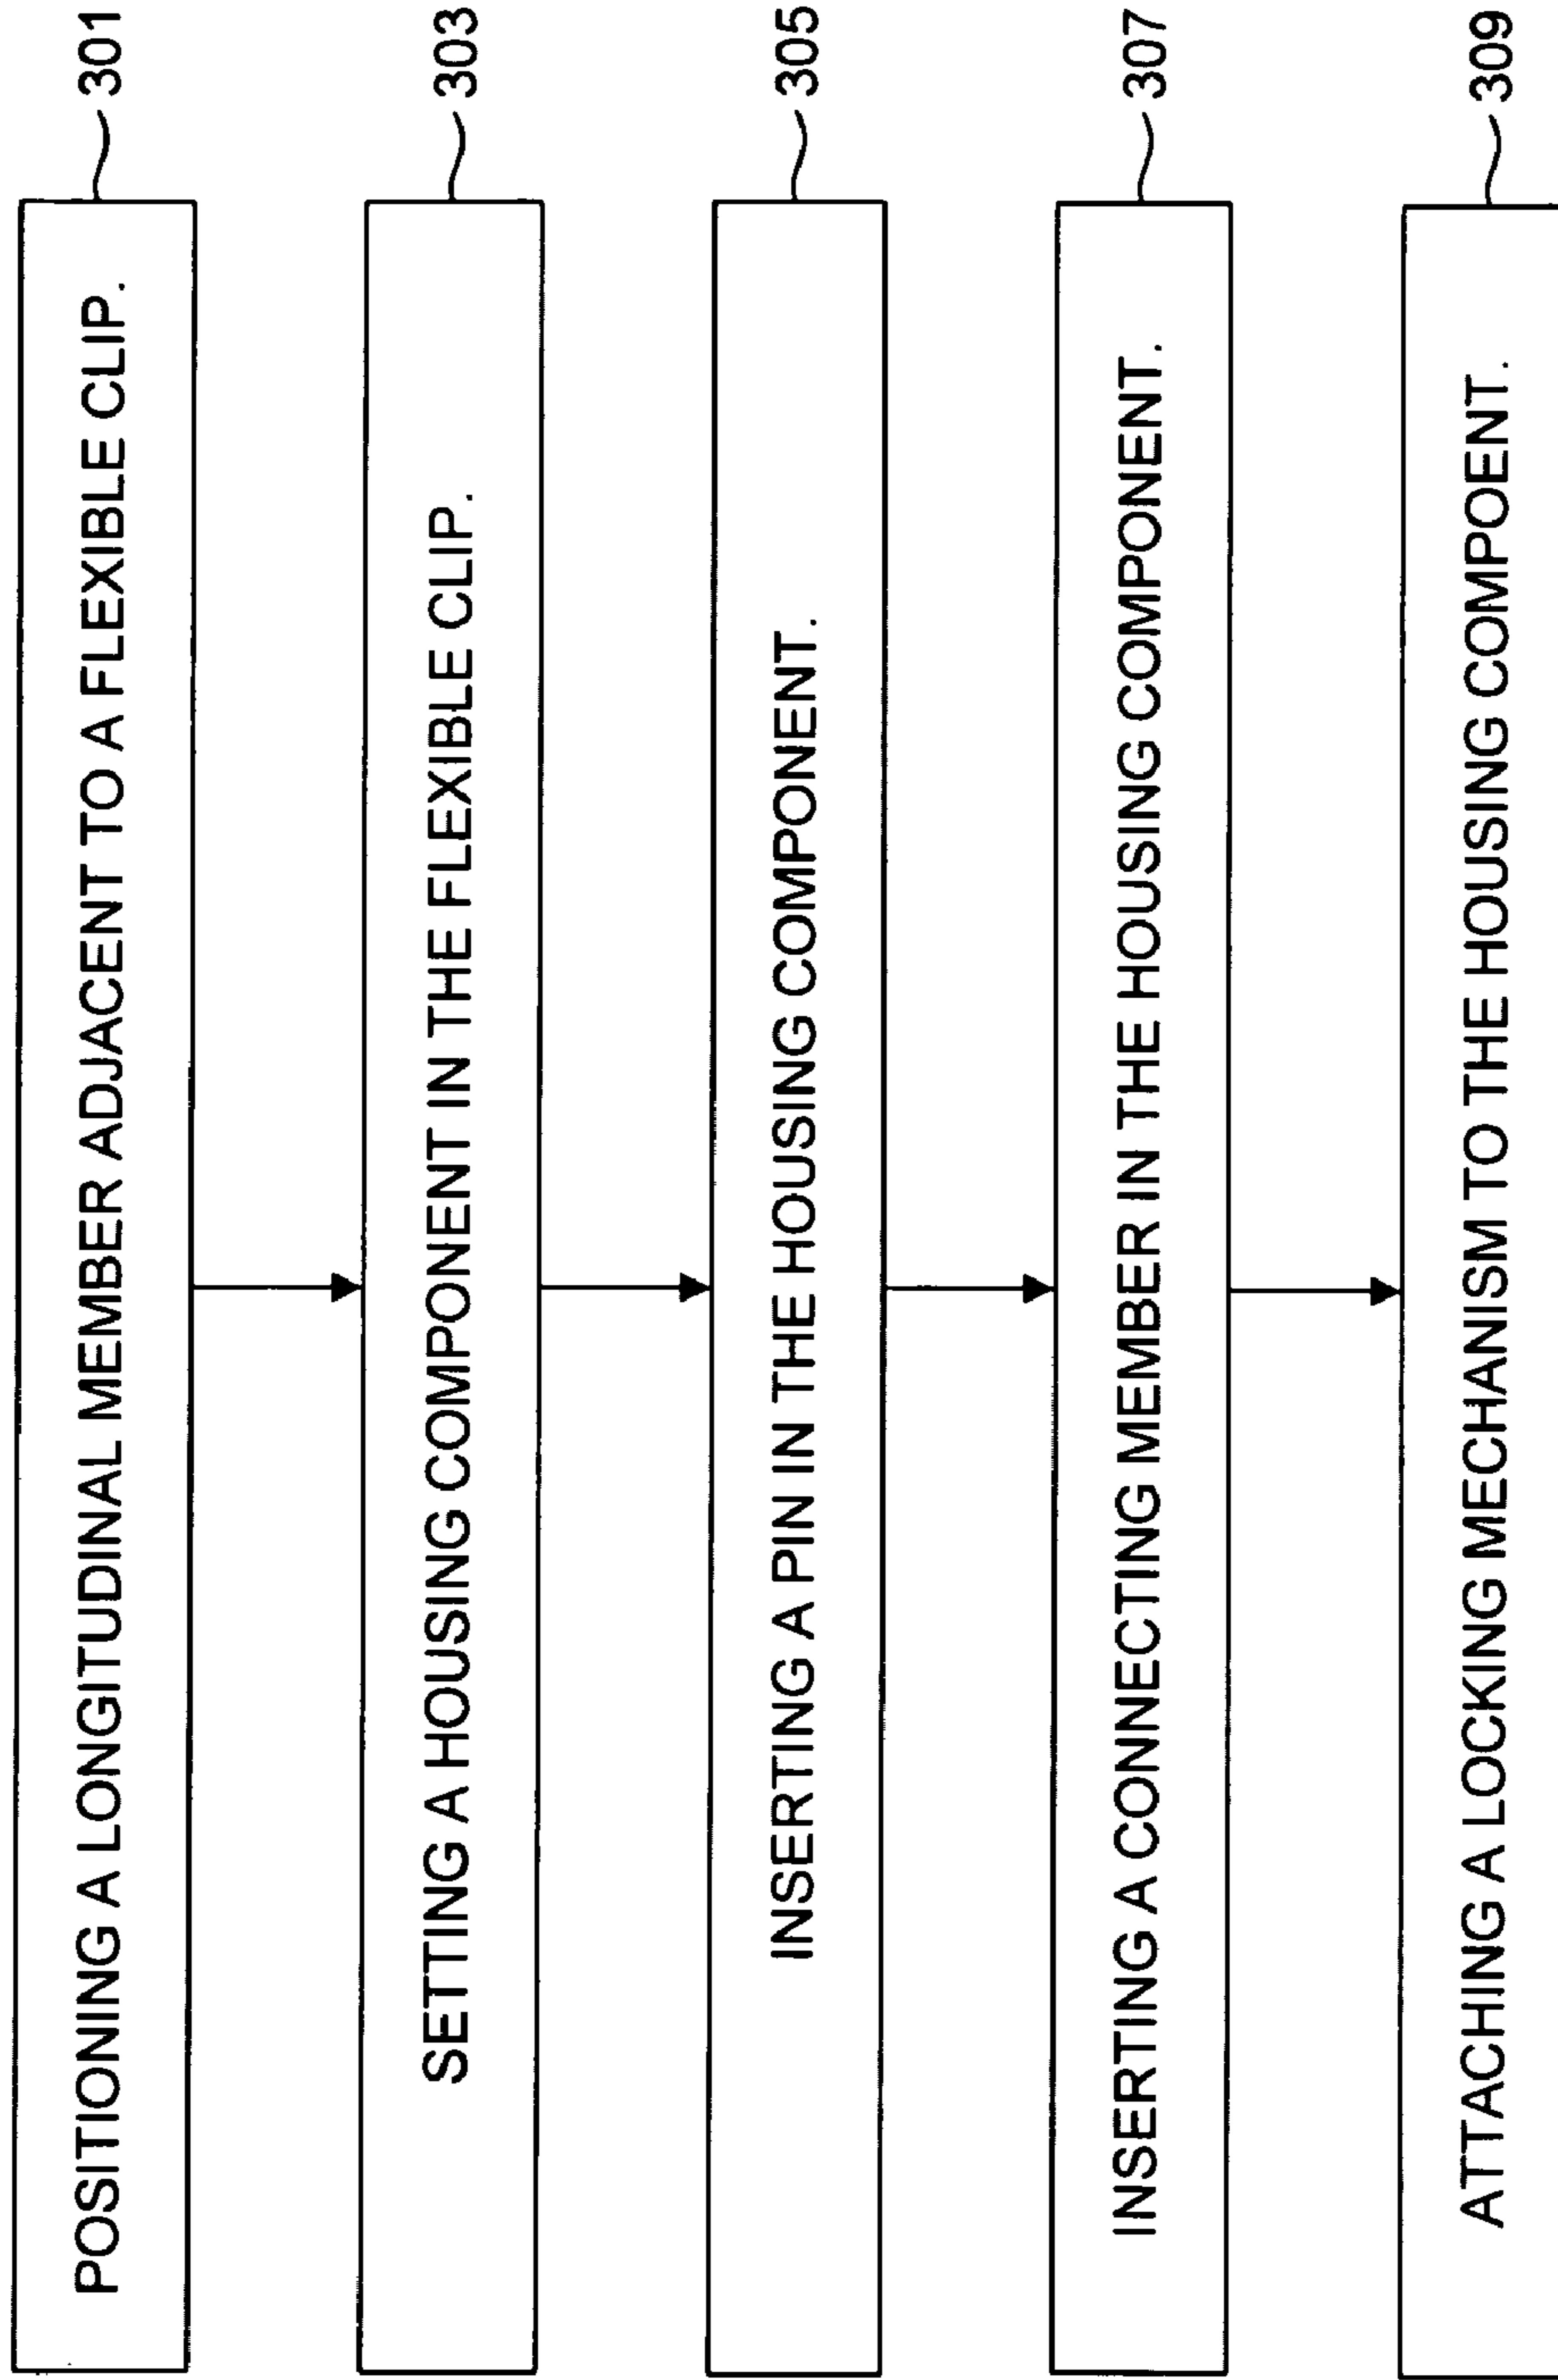 POSITIONING A LONGITUDINAL MEMBER ADJACENT TO A FLEXIBLE CLIP.
301
SETTING A HOUSING COMPONENT IN THE FLEXIBLE CLIP.
303
INSERTING A PIN IN THE HOUSING COMPONENT.
305
INSERTING A CONNECTING MEMBER IN THE HOUSING COMPONENT.
307
ATTACHING A LOCKING MECHANISM TO THE HOUSING COMPOENT.
309